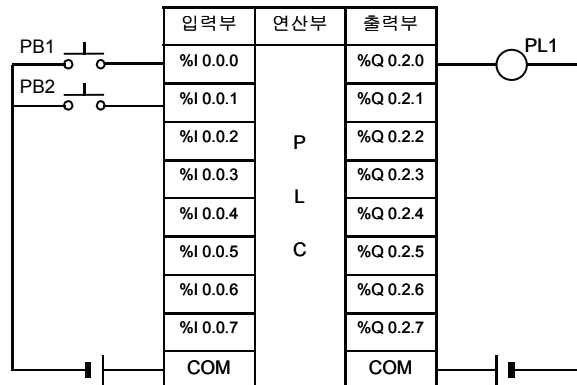 입력부 연산부 출력부
PB1 %I 0.0.0 %Q 0.2.0 PL1
PB2 %I 0.0.1 %Q 0.2.1
%I 0.0.2 P %Q 0.2.2
%I 0.0.3 %Q 0.2.3
%I 0.0.4 L %Q 0.2.4
%I 0.0.5 C %Q 0.2.5
%I 0.0.6 %Q 0.2.6
%I 0.0.7 %Q 0.2.7
COM COM